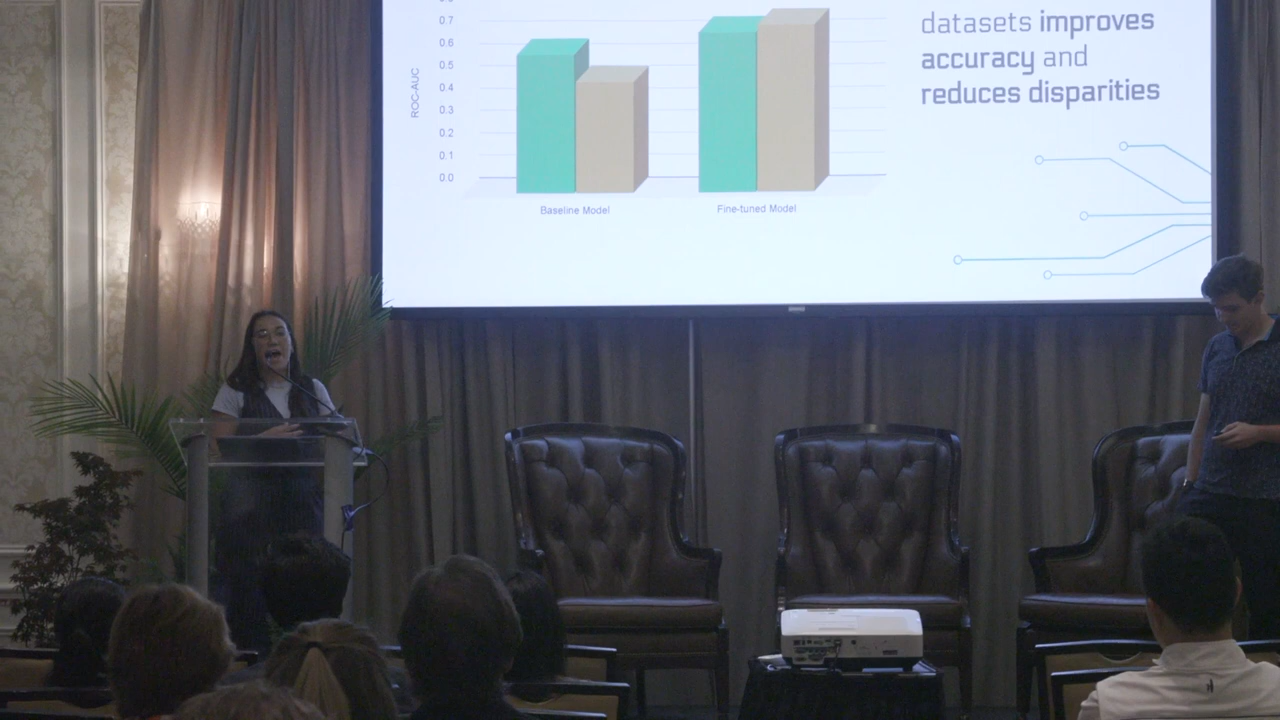 0.7
0.6
0.5
0.4
0.3
0.2
0.1
0.0
ROC-AUC
Baseline Model
Fine-tuned Model
datasets improves
accuracy and
reduces disparities